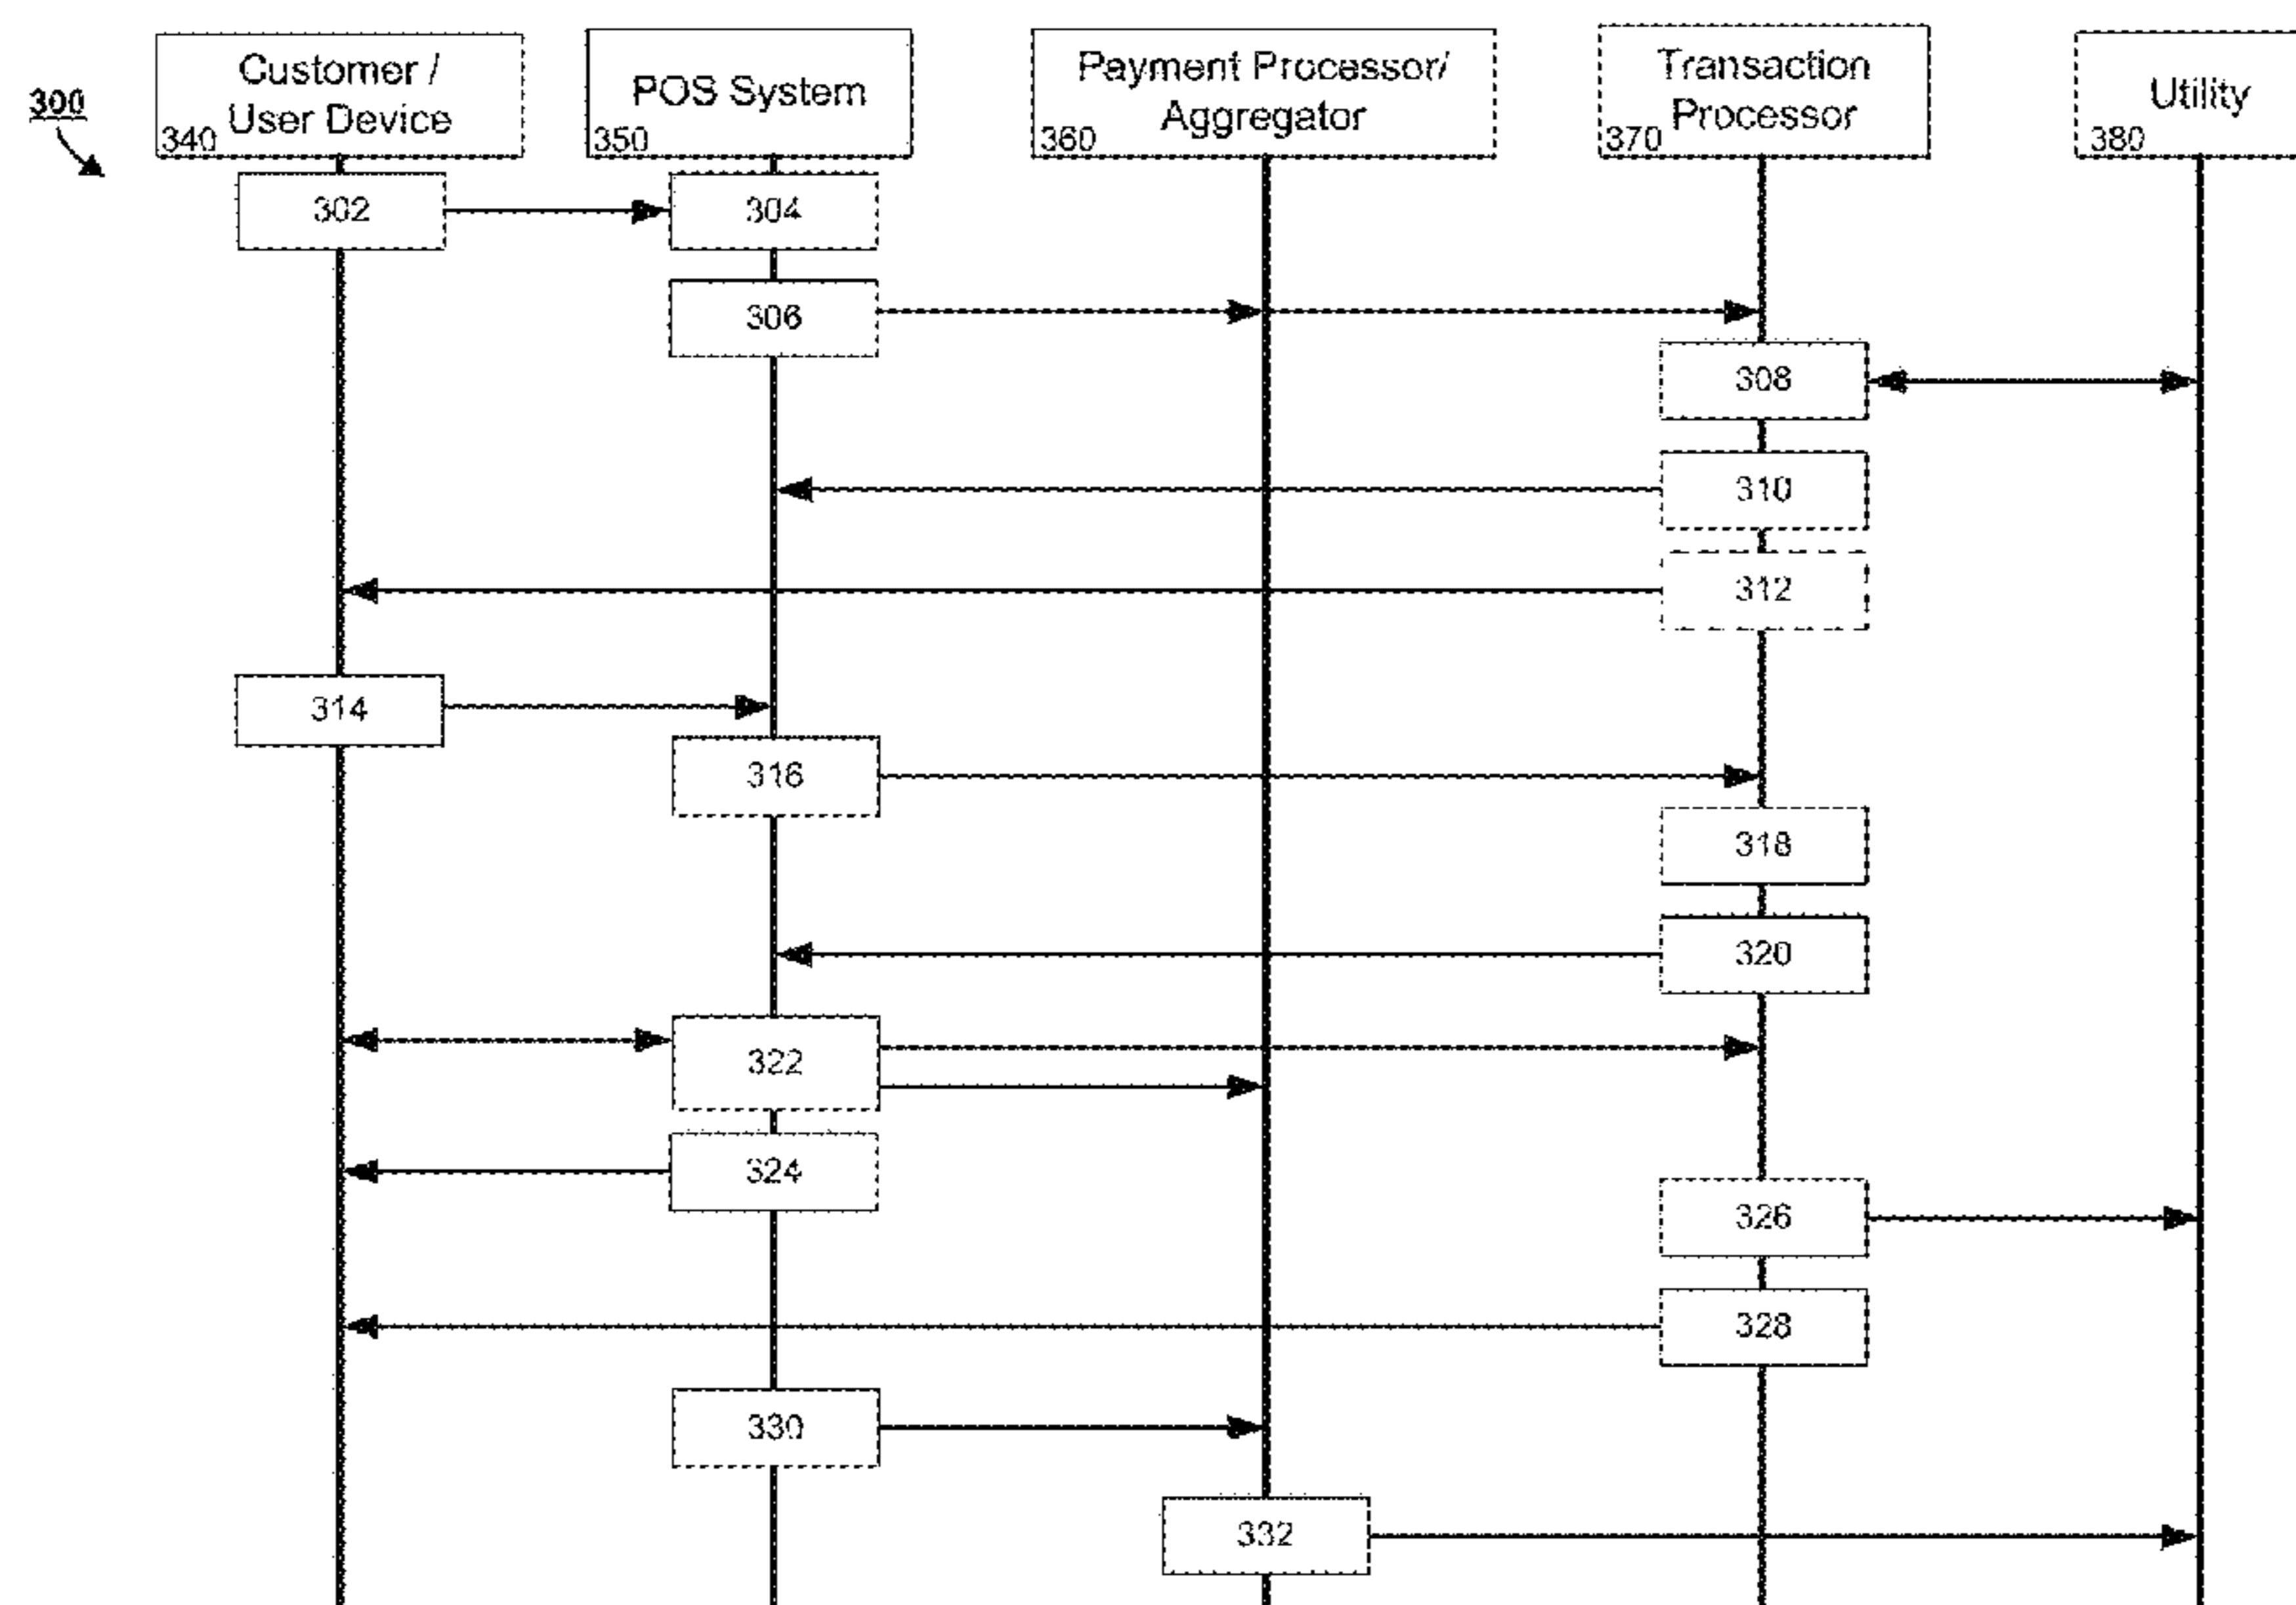 300
Customer /
User Device
340
POS System
350
Payment Processor/
Aggregator
360
Transaction
Processor
370
Utility
380
302
304
306
308
310
312
314
316
318
320
322
324
326
328
330
332